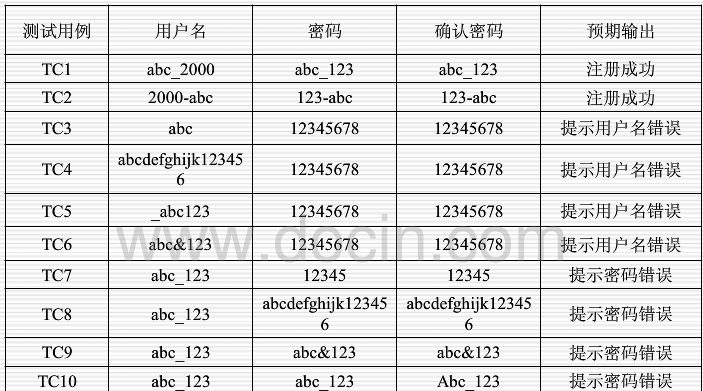 测试用例 用户名 密码 确认密码 预期输出
TC1 abc_2000 abc_123 abc_123 注册成功
TC2 2000-abc 123-abc 123-abc 注册成功
TC3 abc 12345678 12345678 提示用户名错误
TC4 abcdefghijk12345
6 12345678 12345678 提示用户名错误
TC5 _abc123 12345678 12345678 提示用户名错误
TC6 abc&123 12345678 12345678 提示用户名错误
TC7 abc_123 12345 12345 提示密码错误
TC8 abc_123 abcdefghijk12345
6 abcdefghijk12345
6 提示密码错误
TC9 abc_123 abc&123 abc&123 提示密码错误
TC10 abc_123 abc_123 Abc_123 提示密码错误
www.docin.com